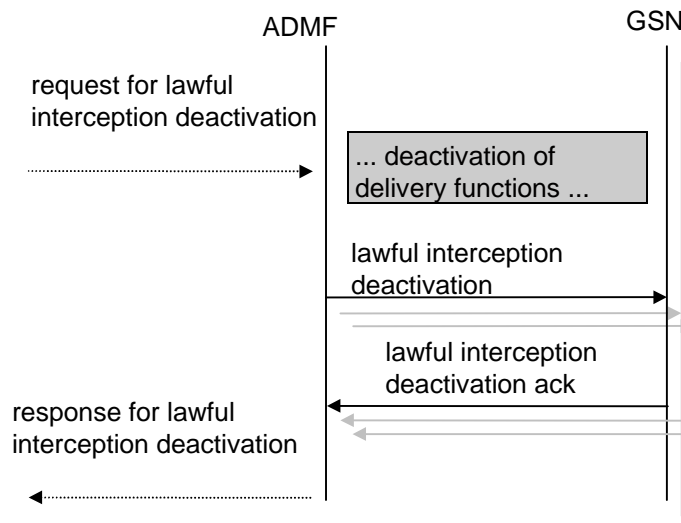 ADMF
GSN
request for lawful
interception deactivation
... deactivation of
delivery functions ...
lawful interception
deactivation
lawful interception
deactivation ack
response for lawful
interception deactivation